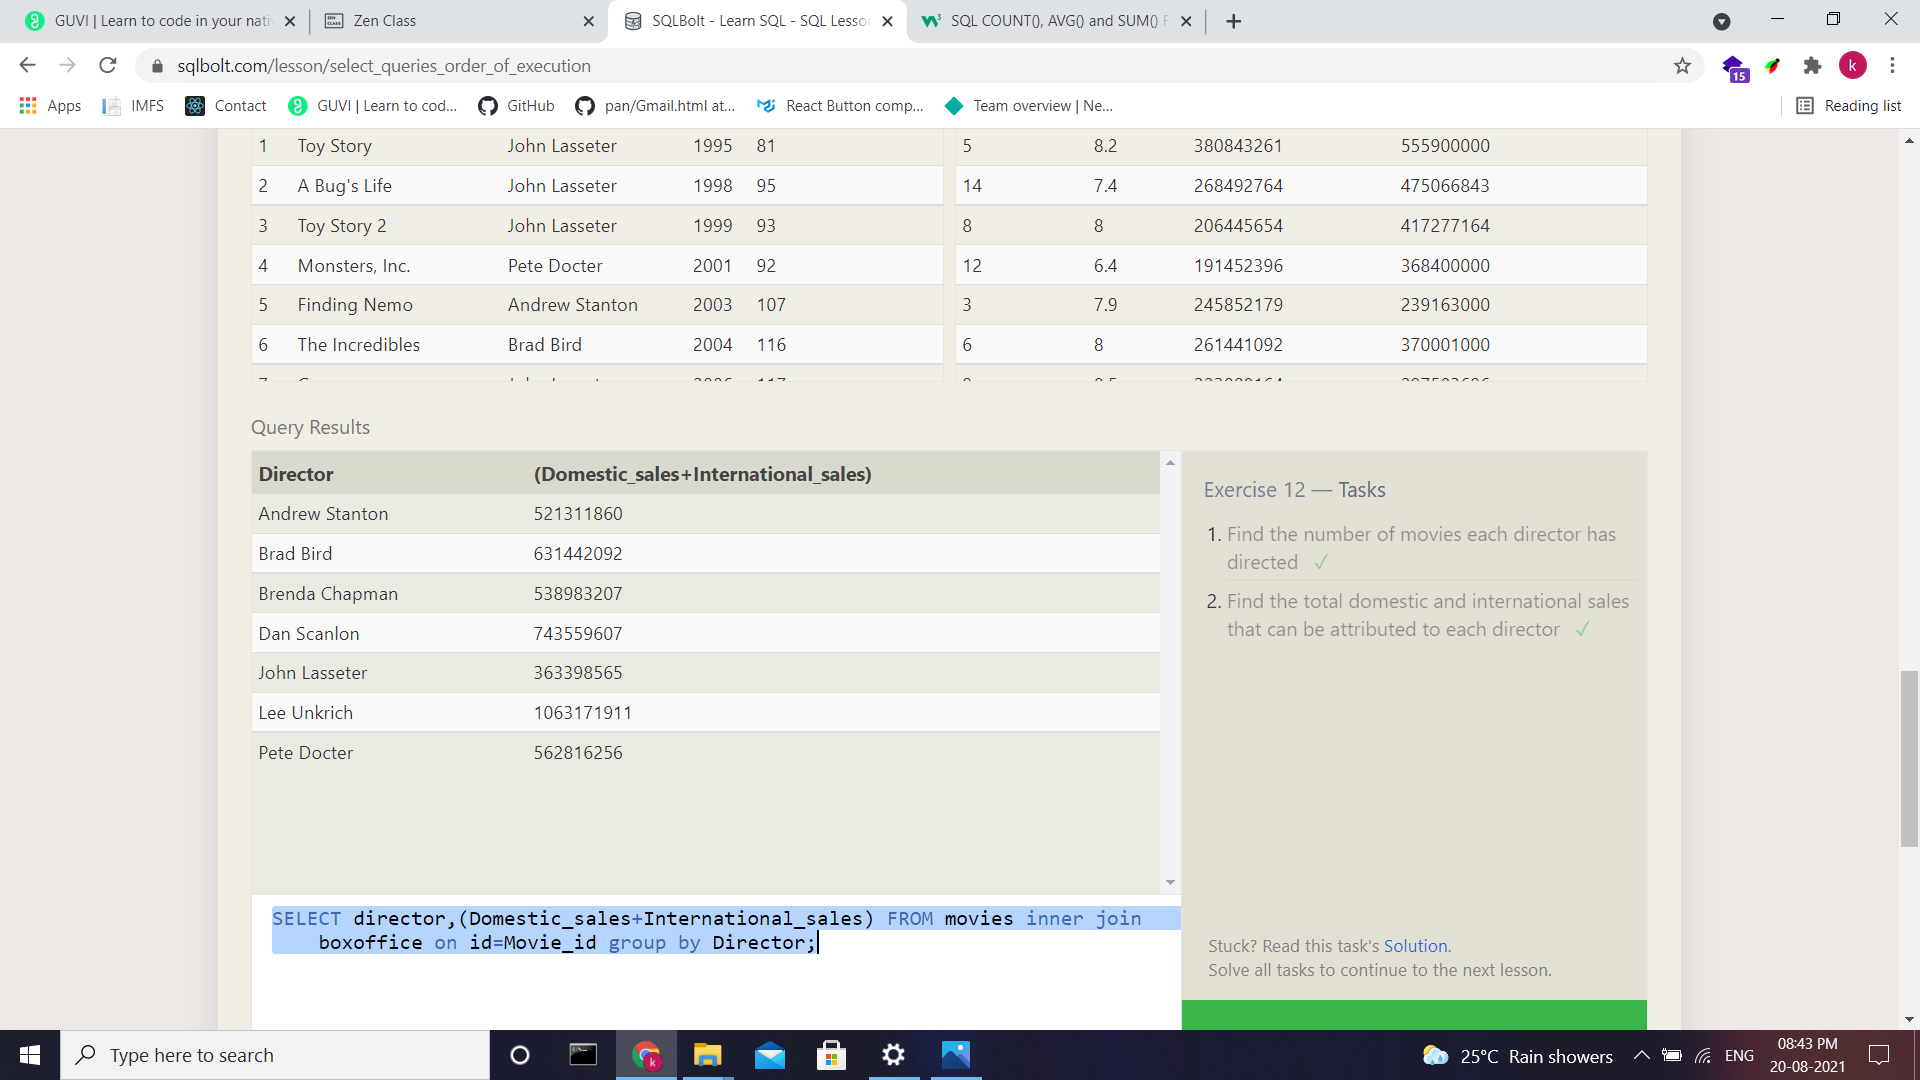 GUVI | Learn to code in your nati
Zen Class
SQLBolt - Learn SQL - SQL Lesso
SQL COUNT(), AVG() and SUM() F
sqlbolt.com/lesson/select_queries_order_of_execution
15
k
Apps
IMFS
Contact
GUVI | Learn to cod...
GitHub
pan/Gmail.html at...
React Button comp...
Team overview | Ne...
Reading list
1 Toy Story John Lasseter 1995 81 5 8.2 380843261 555900000
2 A Bug's Life John Lasseter 1998 95 14 7.4 268492764 475066843
3 Toy Story 2 John Lasseter 1999 93 8 8 206445654 417277164
4 Monsters, Inc. Pete Docter 2001 92 12 6.4 191452396 368400000
5 Finding Nemo Andrew Stanton 2003 107 3 7.9 245852179 239163000
6 The Incredibles Brad Bird 2004 116 6 8 261441092 370001000
Query Results
Director (Domestic_sales+International_sales)
Andrew Stanton 521311860
Brad Bird 631442092
Brenda Chapman 538983207
Dan Scanlon 743559607
John Lasseter 363398565
Lee Unkrich 1063171911
Pete Docter 562816256
Exercise 12 — Tasks
1. Find the number of movies each director has
directed ✓
2. Find the total domestic and international sales
that can be attributed to each director ✓
SELECT director,(Domestic_sales+International_sales) FROM movies inner join
boxoffice on id=Movie_id group by Director;
Stuck? Read this task's Solution.
Solve all tasks to continue to the next lesson.
Type here to search
25°C Rain showers
ENG
08:43 PM
20-08-2021